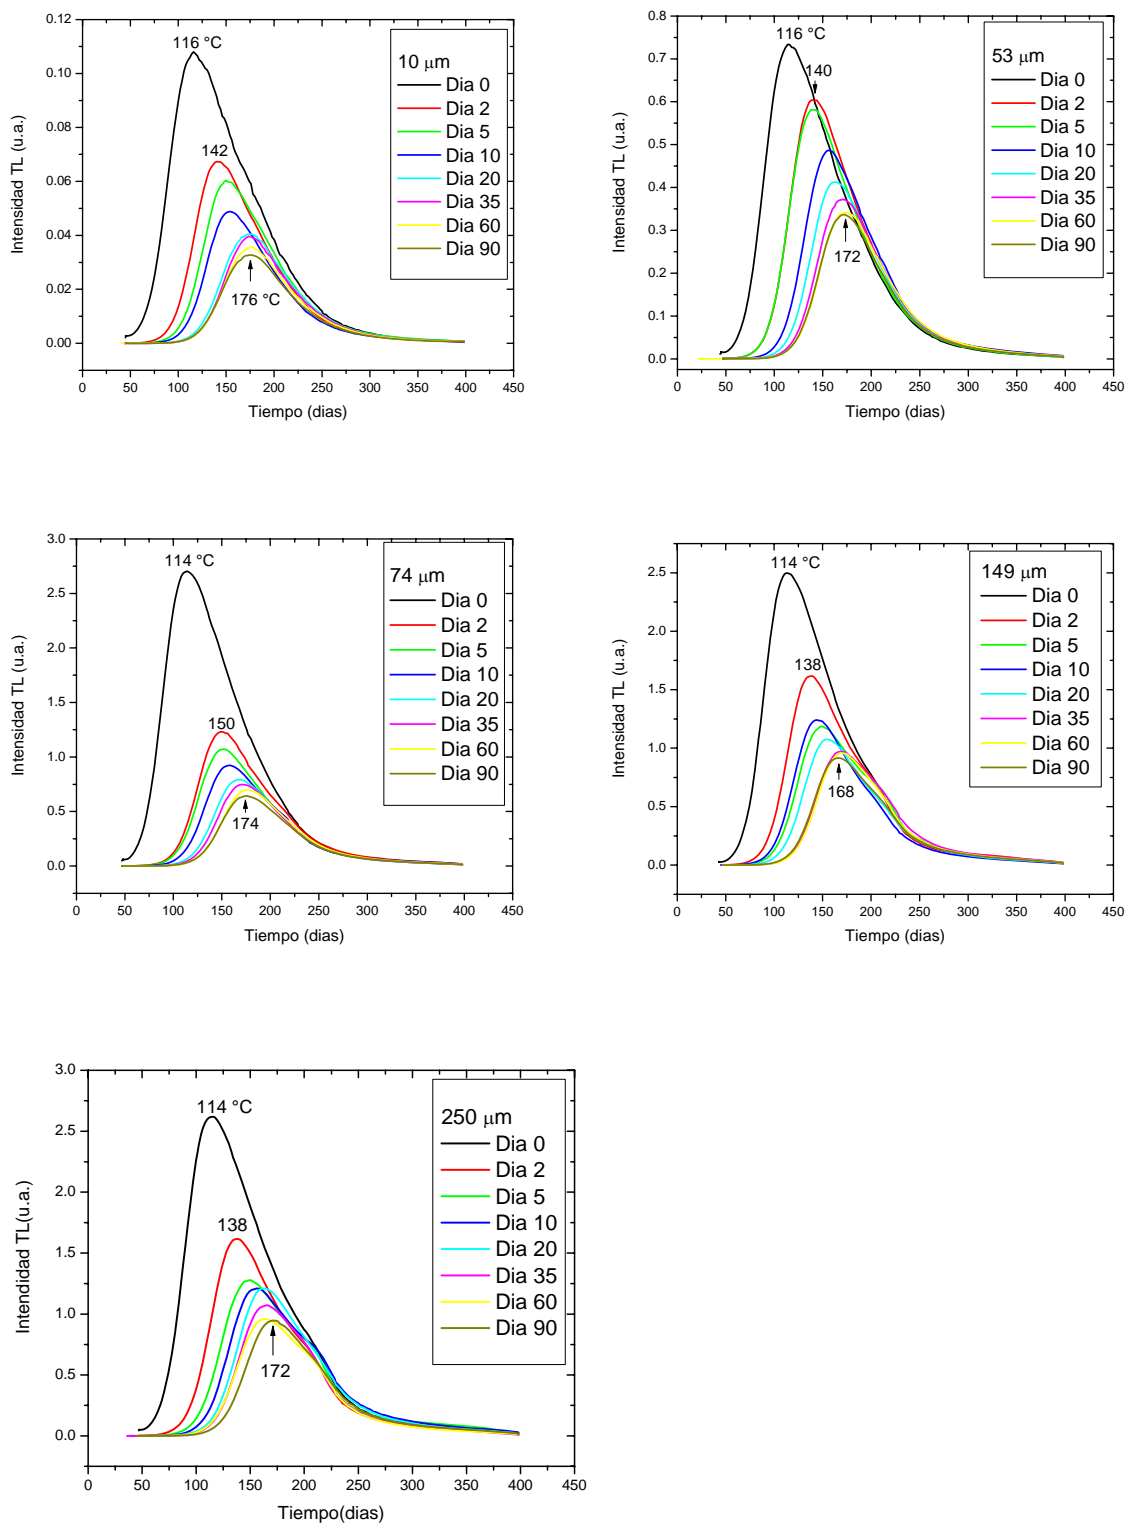 0.12
0.10
0.08
0.06
0.04
0.02
0.00
0 50 100 150 200 250 300 350 400 450
Intensidad TL (u.a.)
Tiempo (dias)
116 °C
142
176 °C
10 μm
Dia 0
Dia 2
Dia 5
Dia 10
Dia 20
Dia 35
Dia 60
Dia 90
0.8
0.7
0.6
0.5
0.4
0.3
0.2
0.1
0.0
0 50 100 150 200 250 300 350 400 450
Intensidad TL (u.a.)
Tiempo (dias)
116 °C
140
172
53 μm
Dia 0
Dia 2
Dia 5
Dia 10
Dia 20
Dia 35
Dia 60
Dia 90
3.0
2.5
2.0
1.5
1.0
0.5
0.0
0 50 100 150 200 250 300 350 400 450
Intensidad TL (u.a.)
Tiempo (dias)
114 °C
150
174
74 μm
Dia 0
Dia 2
Dia 5
Dia 10
Dia 20
Dia 35
Dia 60
Dia 90
2.5
2.0
1.5
1.0
0.5
0.0
0 50 100 150 200 250 300 350 400 450
Intensidad TL (u.a.)
Tiempo (dias)
114 °C
138
168
149 μm
Dia 0
Dia 2
Dia 5
Dia 10
Dia 20
Dia 35
Dia 60
Dia 90
3.0
2.5
2.0
1.5
1.0
0.5
0.0
0 50 100 150 200 250 300 350 400 450
Intendidad TL(u.a.)
Tiempo(dias)
114 °C
138
172
250 μm
Dia 0
Dia 2
Dia 5
Dia 10
Dia 20
Dia 35
Dia 60
Dia 90